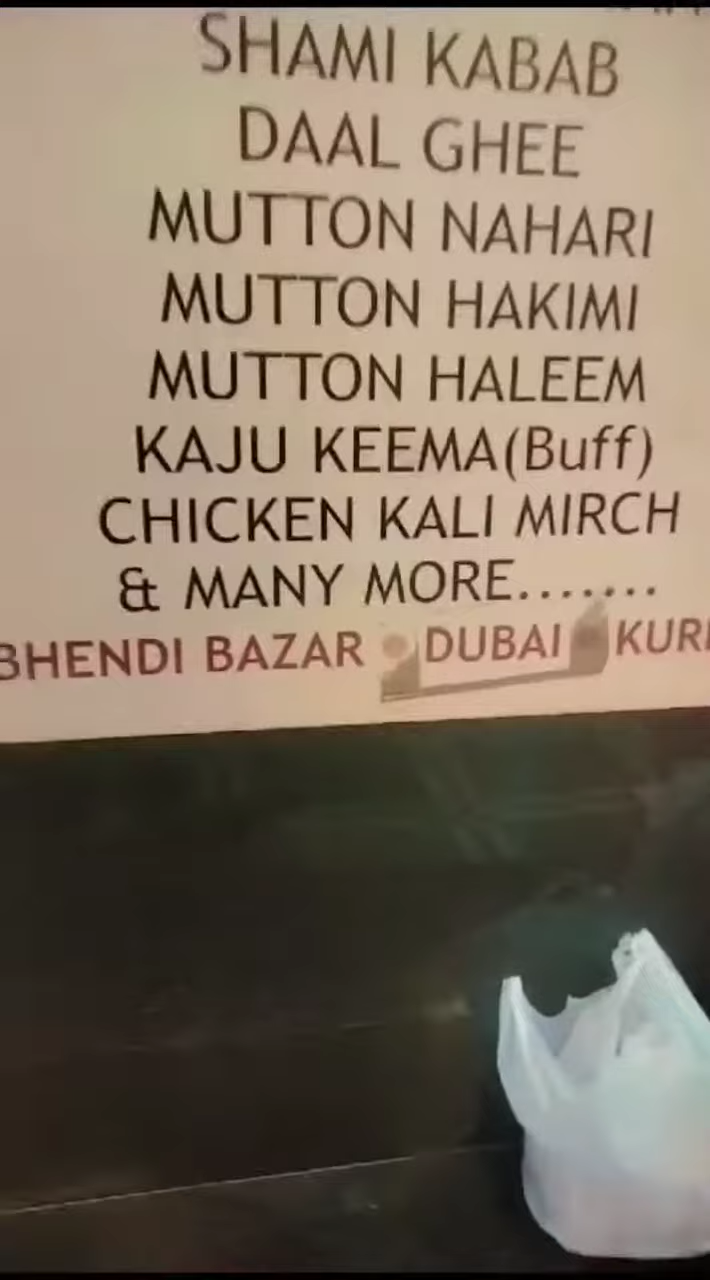 SHAMI KABAB
DAAL GHEE
MUTTON NAHARI
MUTTON HAKIMI
MUTTON HALEEM
KAJU KEEMA(Buff)
CHICKEN KALI MIRCH
& MANY MORE.......
BHENDI BAZAR DUBAI